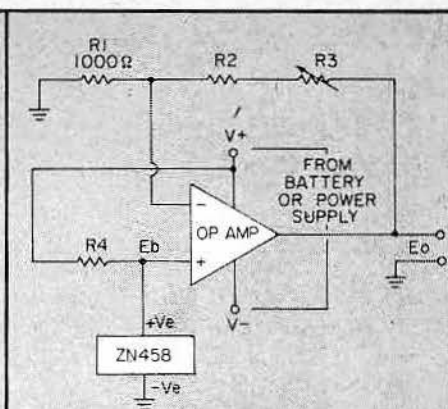 R1
1000Ω
R2
R3
V+
FROM
BATTERY
OR POWER
SUPPLY
-
OP AMP
+
R4
Eb
Eo
+Ve
V-
ZN458
-Ve